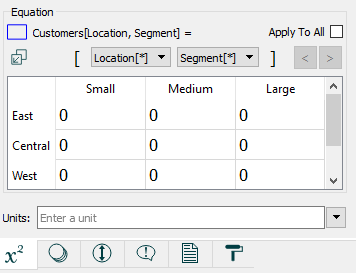 Equation
Customers[Location, Segment] = Apply To All
[ Location[*] Segment[*] ] < >
Small Medium Large
East 0 0 0
Central 0 0 0
West 0 0 0
Units: Enter a unit
x²